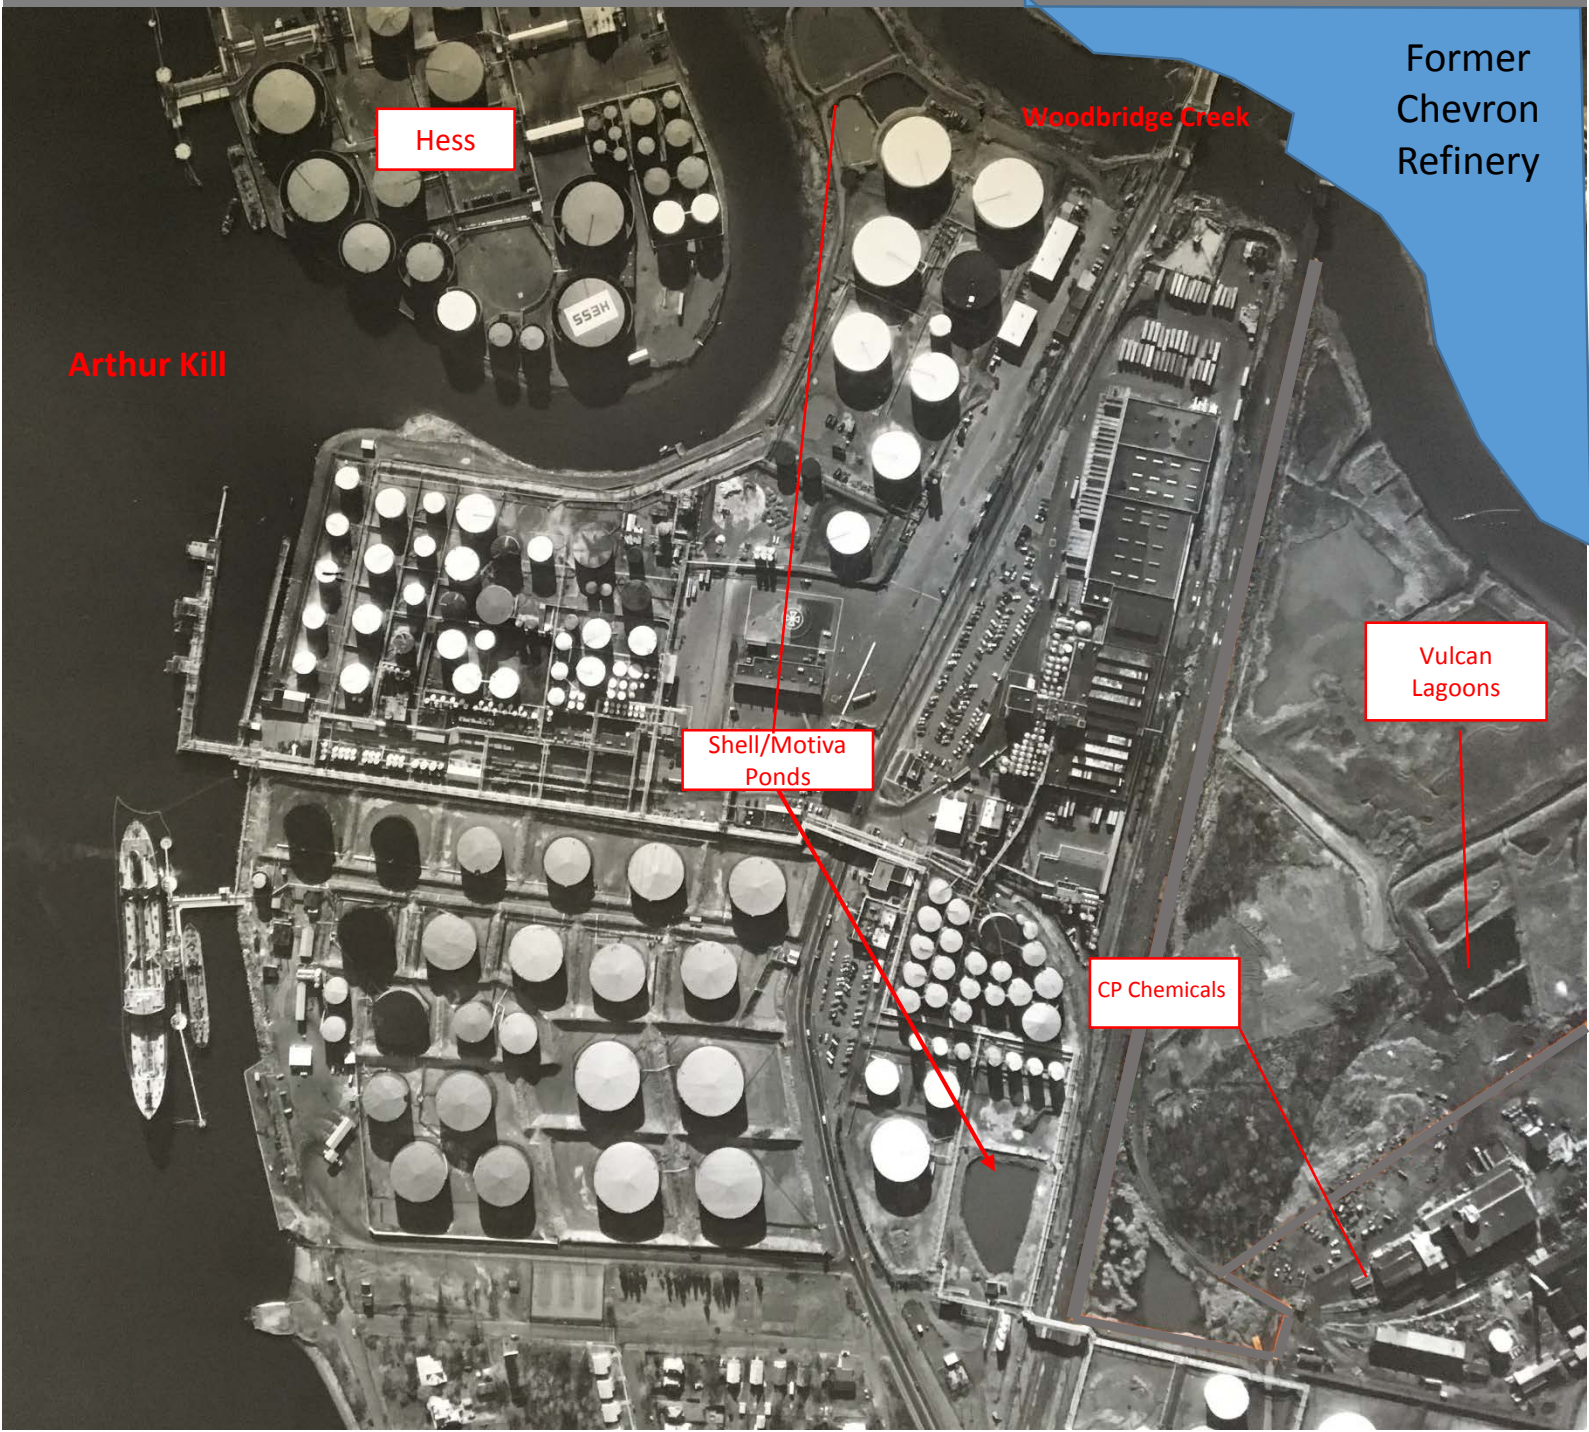 Former
Chevron
Refinery
Woodbridge Creek
Hess
HESS
Arthur Kill
Vulcan
Lagoons
Shell/Motiva
Ponds
CP Chemicals